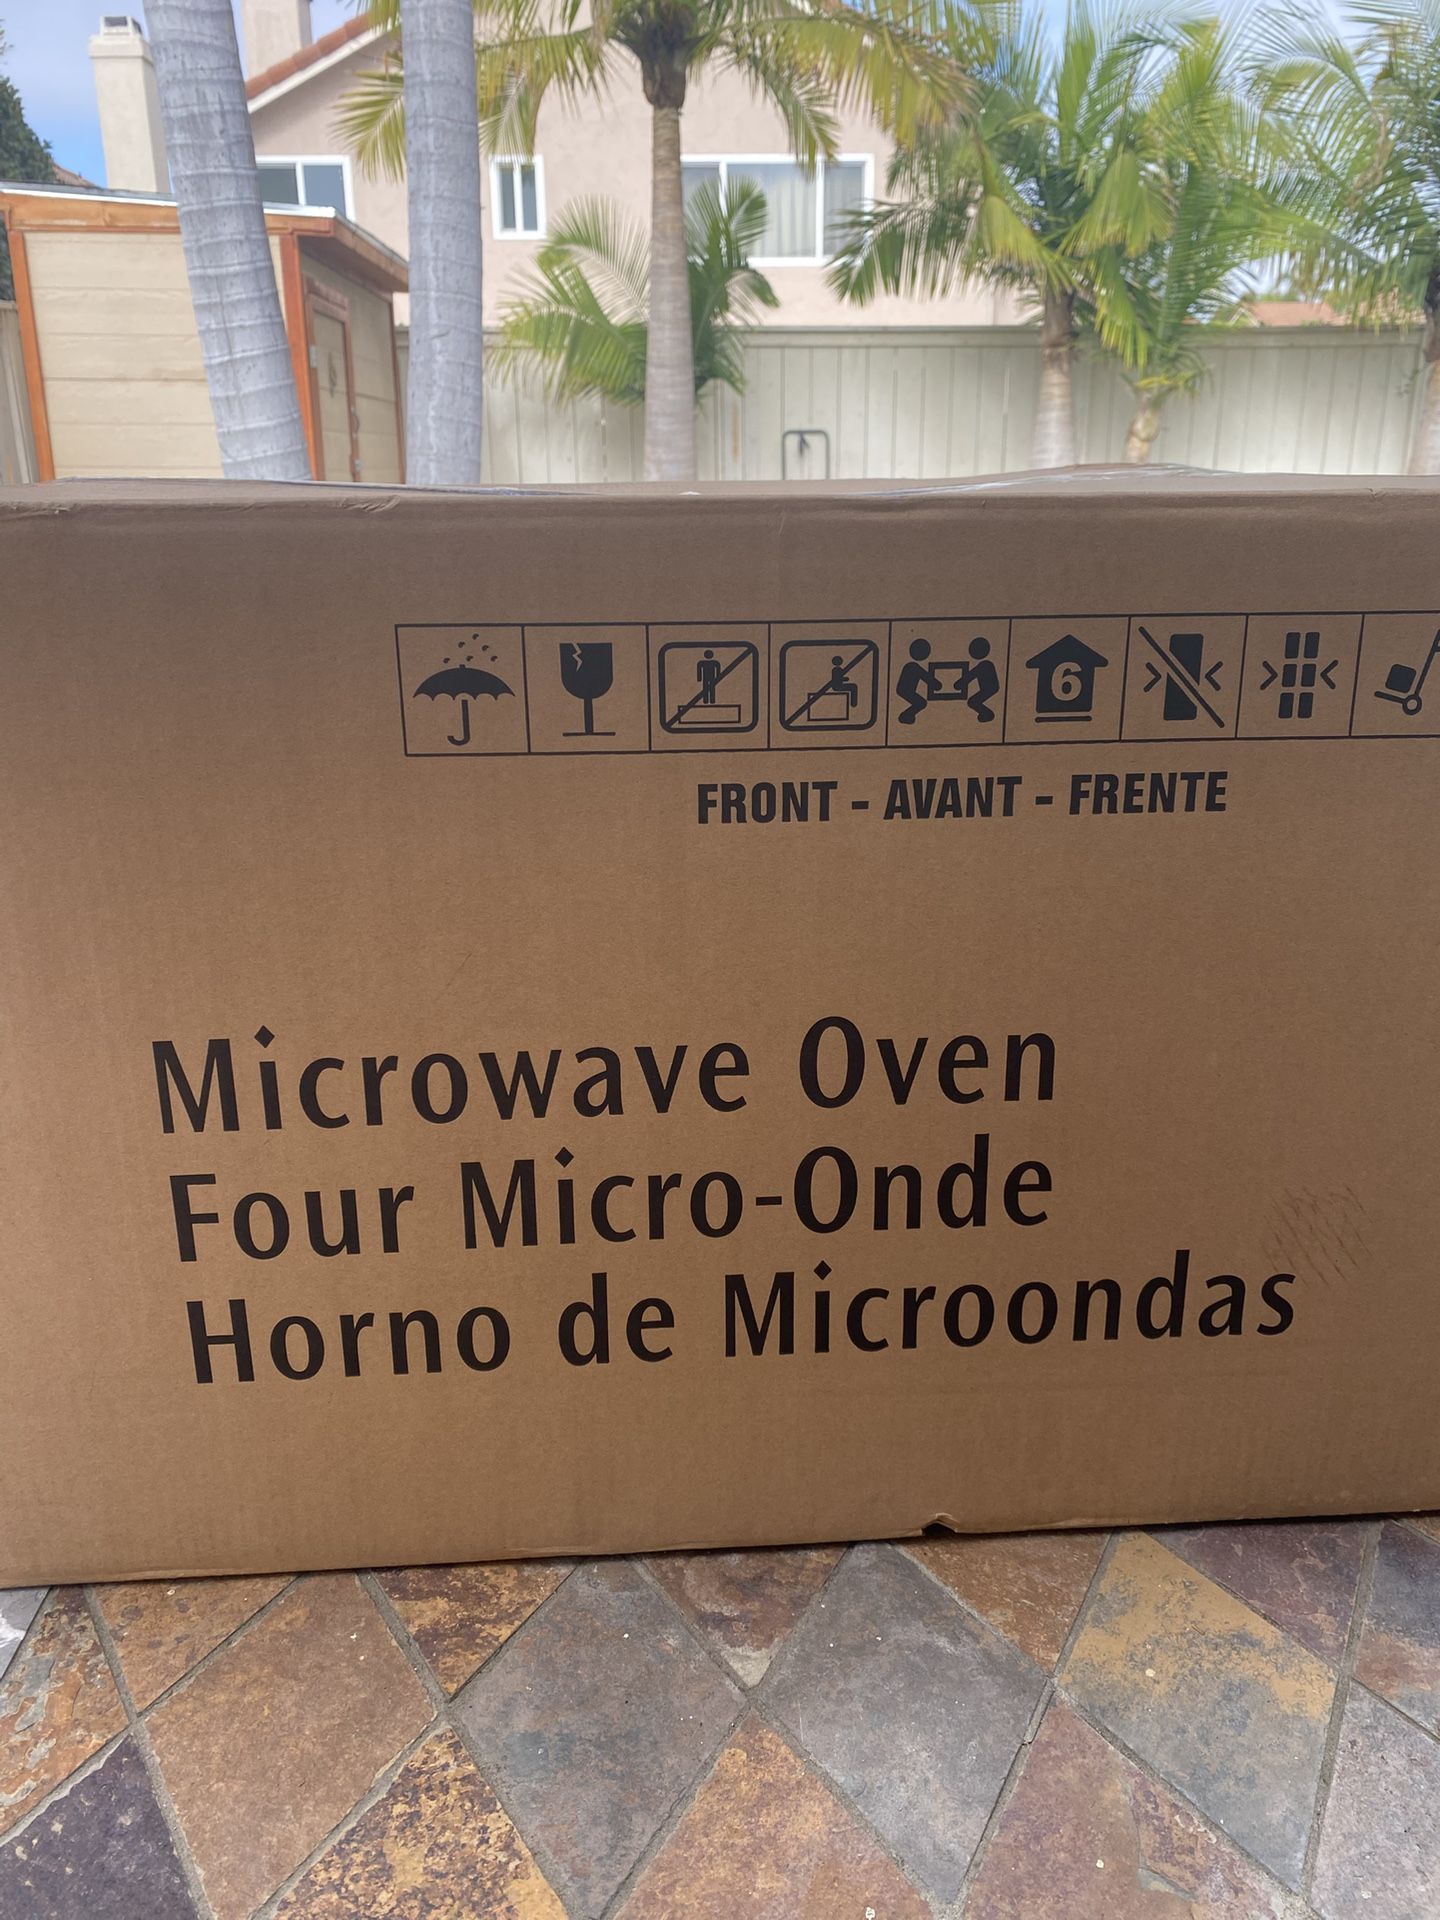 6
FRONT - AVANT - FRENTE
Microwave Oven
Four Micro-Onde
Horno de Microondas